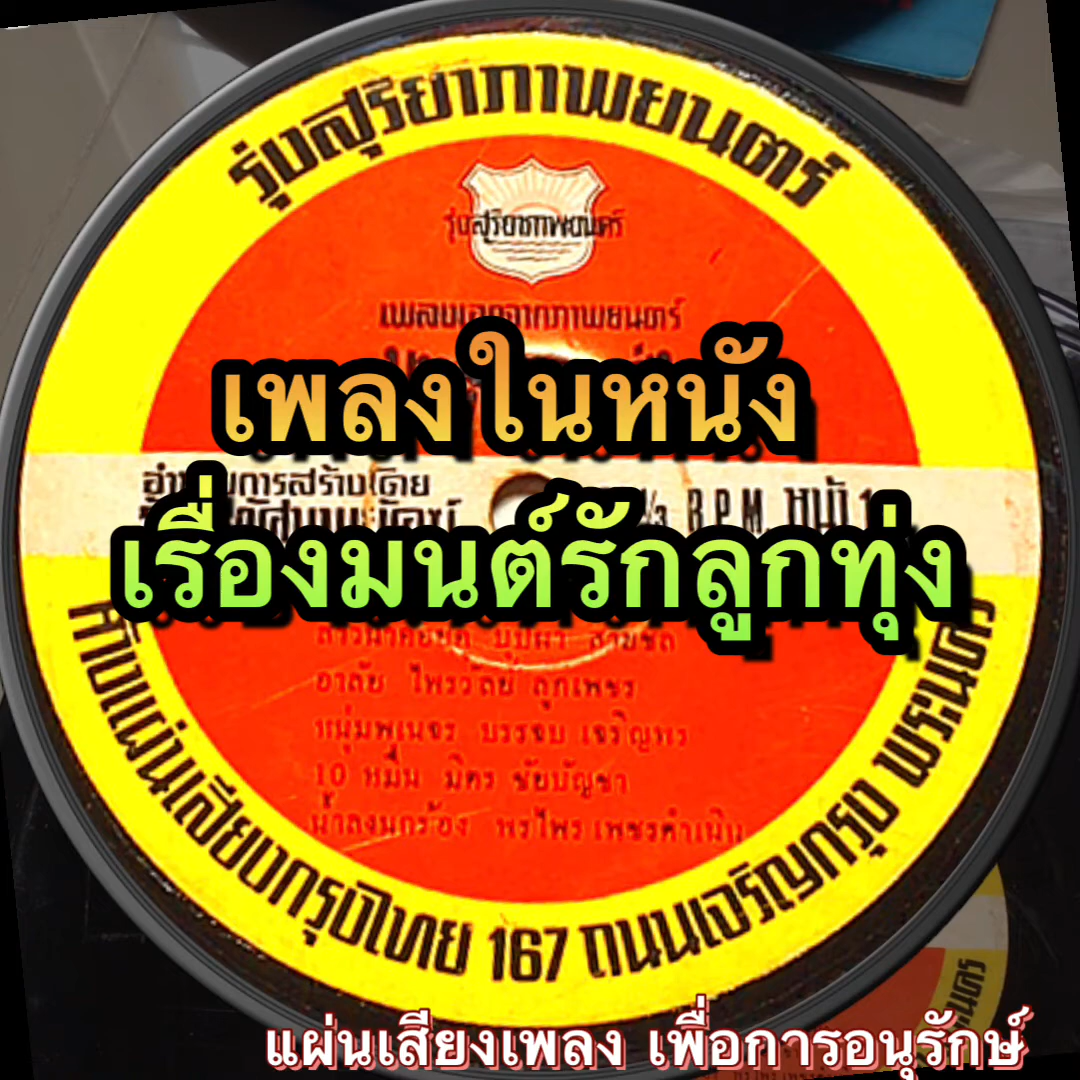 รุ่งสุริยาภาพยนตร์
รุ่งสุริยาภาพยนตร์
เพลงเอกจากภาพยนตร์
เพลงในหนัง
การสร้างโดย
R.P.M. หน้า 1
เรื่องมนต์รักลูกทุ่ง
บุปผา สายชล
อาลัย ไพรวัลย์ ลูกเพชร
หนุ่มพเนจร บรรจบ เจริญพร
10 หมื่น มิตร ชัยบัญชา
น้ำลงนกร้อง พรไพร เพชรดำเนิน
ห้างแผ่นเสียงกรุงไทย 167 ถนนเจริญกรุง พระนคร
แผ่นเสียงเพลง เพื่อการอนุรักษ์